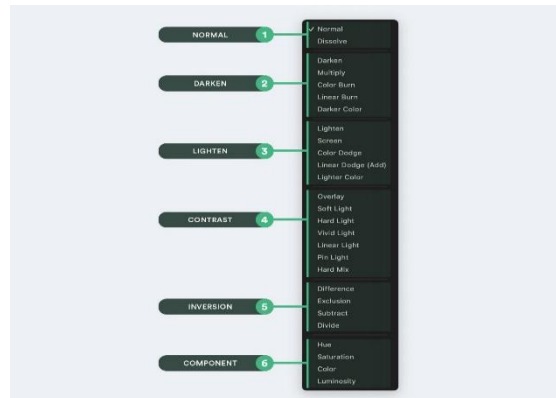 NORMAL 1
✓ Normal
Dissolve
DARKEN 2
Darken
Multiply
Color Burn
Linear Burn
Darker Color
LIGHTEN 3
Lighten
Screen
Color Dodge
Linear Dodge (Add)
Lighter Color
CONTRAST 4
Overlay
Soft Light
Hard Light
Vivid Light
Linear Light
Pin Light
Hard Mix
INVERSION 5
Difference
Exclusion
Subtract
Divide
COMPONENT 6
Hue
Saturation
Color
Luminosity